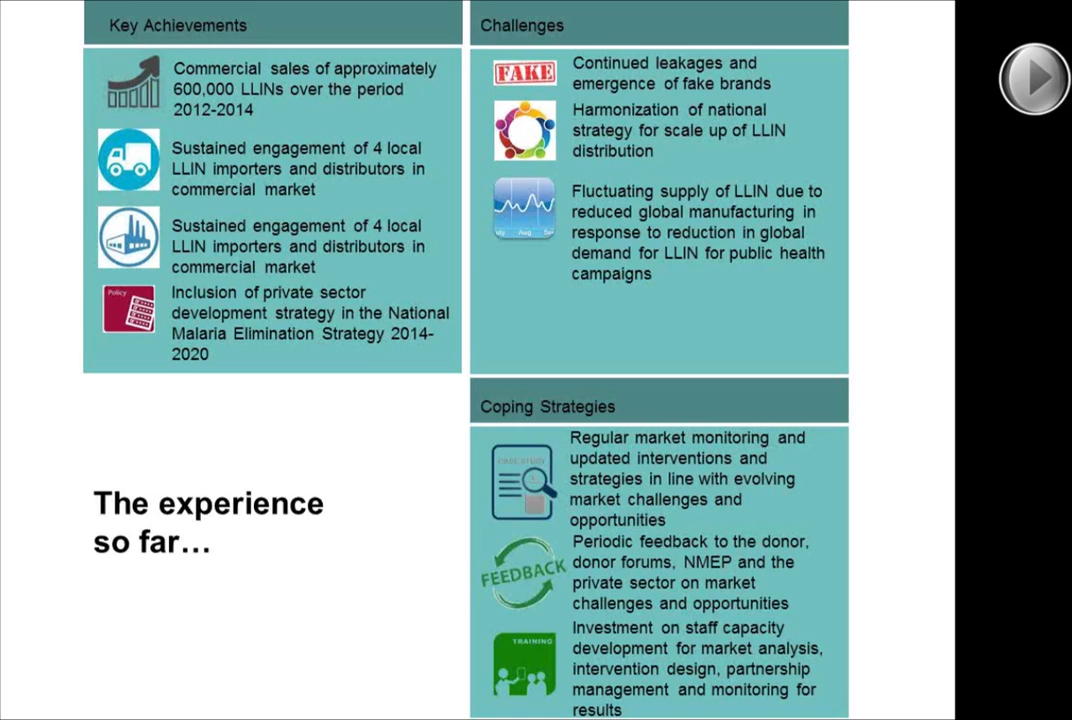 Key Achievements
Commercial sales of approximately
600,000 LLINs over the period
2012-2014
Sustained engagement of 4 local
LLIN importers and distributors in
commercial market
Sustained engagement of 4 local
LLIN importers and distributors in
commercial market
Policy
Inclusion of private sector
development strategy in the National
Malaria Elimination Strategy 2014-
2020
Challenges
FAKE
Continued leakages and
emergence of fake brands
Harmonization of national
strategy for scale up of LLIN
distribution
Aug
Fluctuating supply of LLIN due to
reduced global manufacturing in
response to reduction in global
demand for LLIN for public health
campaigns
The experience
so far…
Coping Strategies
CASE STUDY
Regular market monitoring and
updated interventions and
strategies in line with evolving
market challenges and
opportunities
FEEDBACK
Periodic feedback to the donor,
donor forums, NMEP and the
private sector on market
challenges and opportunities
TRAINING
Investment on staff capacity
development for market analysis,
intervention design, partnership
management and monitoring for
results